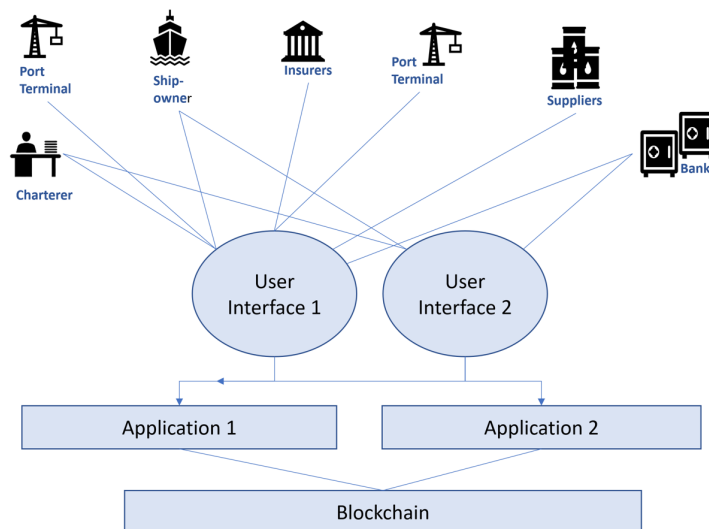 Port
Terminal
Ship-
owner
Insurers
Port
Terminal
Suppliers
Charterer
Bank
User
Interface 1
User
Interface 2
Application 1
Application 2
Blockchain